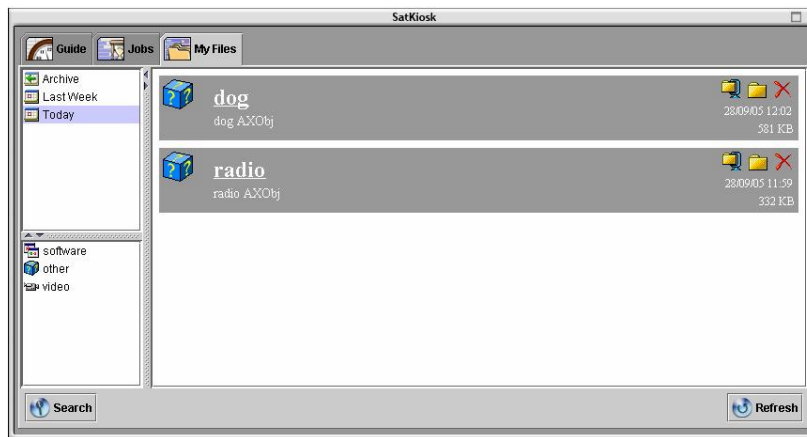 SatKiosk
Guide Jobs My Files
Archive
Last Week
Today
software
other
video
dog
dog AXObj
28/09/05 12:02
581 KB
radio
radio AXObj
28/09/05 11:59
332 KB
Search
Refresh